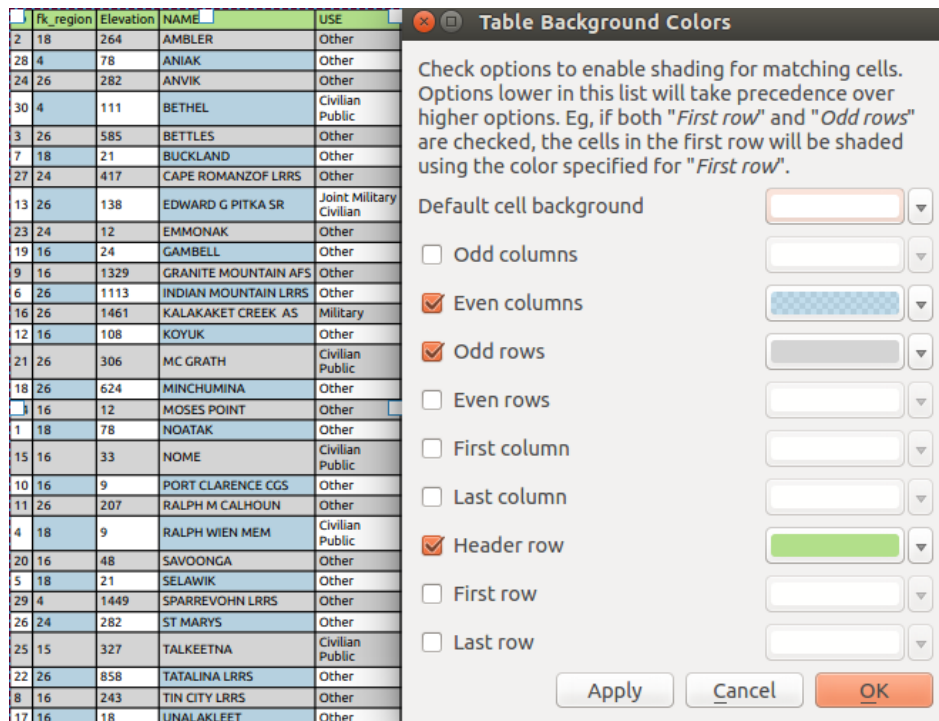 fk_region Elevation NAME USE
2 18 264 AMBLER Other
28 4 78 ANIAK Other
24 26 282 ANVIK Other
30 4 111 BETHEL Civilian Public
3 26 585 BETTLES Other
7 18 21 BUCKLAND Other
27 24 417 CAPE ROMANZOF LRRS Other
13 26 138 EDWARD G PITKA SR Joint Military Civilian
23 24 12 EMMONAK Other
19 16 24 GAMBELL Other
9 16 1329 GRANITE MOUNTAIN AFS Other
6 26 1113 INDIAN MOUNTAIN LRRS Other
16 26 1461 KALAKAKET CREEK AS Military
12 16 108 KOYUK Other
21 26 306 MC GRATH Civilian Public
18 26 624 MINCHUMINA Other
16 12 MOSES POINT Other
1 18 78 NOATAK Other
15 16 33 NOME Civilian Public
10 16 9 PORT CLARENCE CGS Other
11 26 207 RALPH M CALHOUN Other
4 18 9 RALPH WIEN MEM Civilian Public
20 16 48 SAVOONGA Other
5 18 21 SELAWIK Other
29 4 1449 SPARREVOHN LRRS Other
26 24 282 ST MARYS Other
25 15 327 TALKEETNA Civilian Public
22 26 858 TATALINA LRRS Other
8 16 243 TIN CITY LRRS Other
17 16 18 UNALAKLEET Other
Table Background Colors
Check options to enable shading for matching cells.
Options lower in this list will take precedence over
higher options. Eg, if both "First row" and "Odd rows"
are checked, the cells in the first row will be shaded
using the color specified for "First row".
Default cell background
Odd columns
Even columns
Odd rows
Even rows
First column
Last column
Header row
First row
Last row
Apply Cancel OK